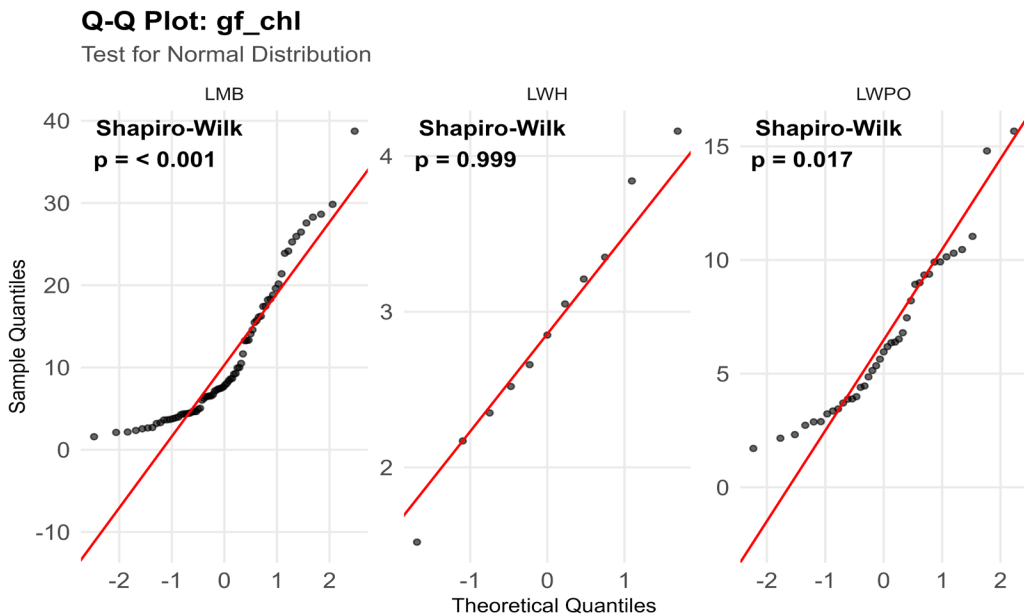 Q-Q Plot: gf_chl
Test for Normal Distribution
LMB
LWH
LWPO
Shapiro-Wilk
p = < 0.001
Shapiro-Wilk
p = 0.999
Shapiro-Wilk
p = 0.017
Sample Quantiles
40
30
20
10
0
-10
4
3
2
15
10
5
0
-2 -1 0 1 2
-1 0 1
-2 -1 0 1 2
Theoretical Quantiles